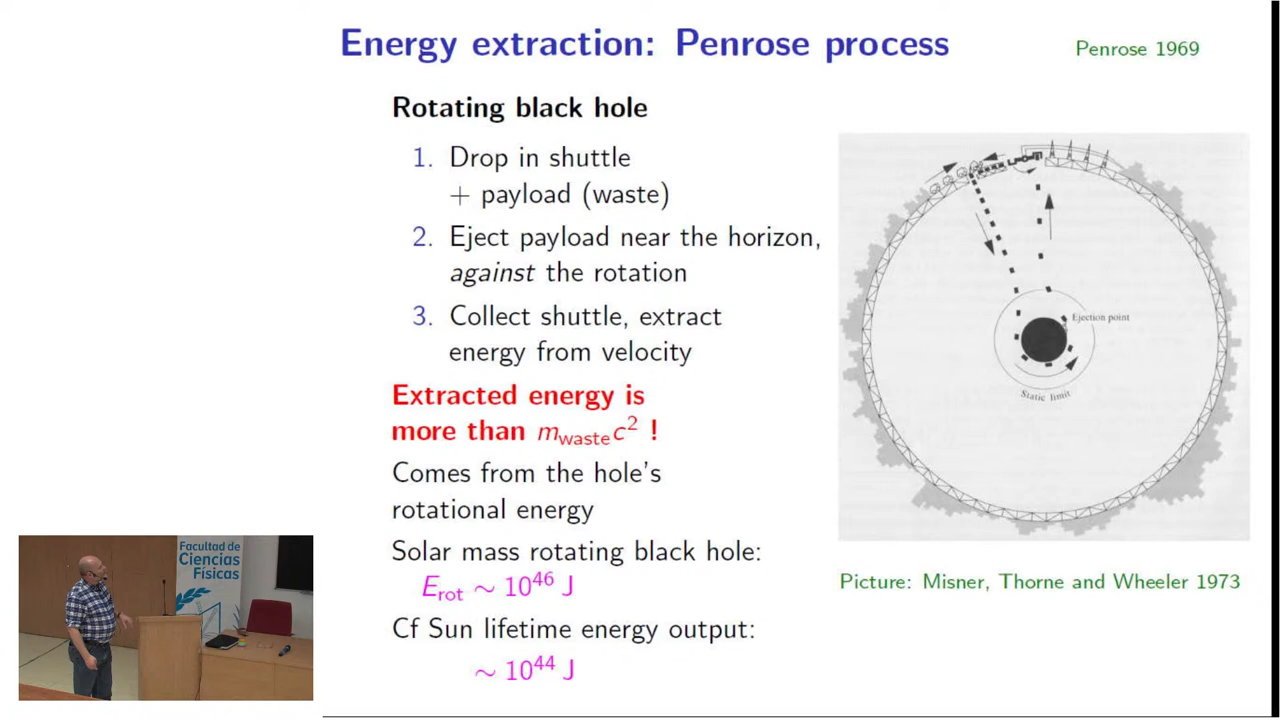 Energy extraction: Penrose process
Penrose 1969
Rotating black hole
1. Drop in shuttle
+ payload (waste)
2. Eject payload near the horizon,
against the rotation
3. Collect shuttle, extract
energy from velocity
Extracted energy is
more than m_waste c² !
Comes from the hole's
rotational energy
Solar mass rotating black hole:
E_rot ∼ 10⁴⁶ J
Cf Sun lifetime energy output:
∼ 10⁴⁴ J
Ejection point
Static limit
Picture: Misner, Thorne and Wheeler 1973
Facultad de
Ciencias
Físicas